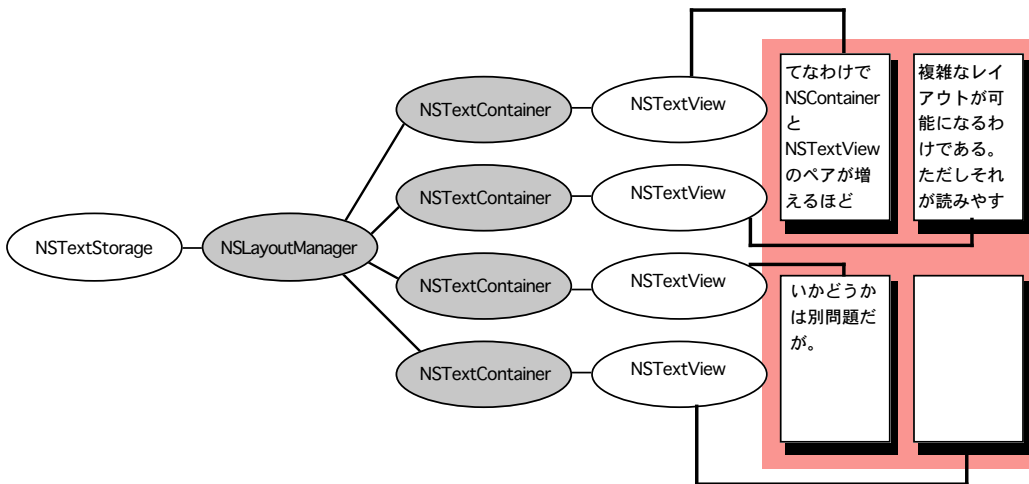 NSTextStorage
NSLayoutManager
NSTextContainer
NSTextView
NSTextContainer
NSTextView
NSTextContainer
NSTextView
NSTextContainer
NSTextView
てなわけで
NSContainer
と
NSTextView
のペアが増
えるほど
複雑なレイ
アウトが可
能になるわ
けである。
ただしそれ
が読みやす
いかどうか
は別問題だ
が。